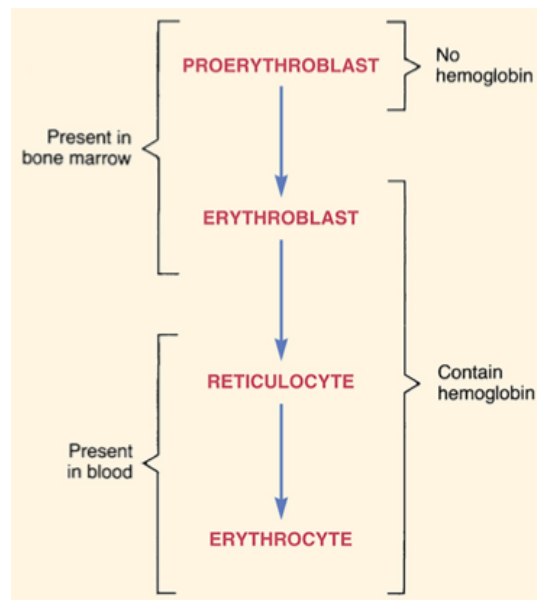 PROERYTHROBLAST
No
hemoglobin
Present in
bone marrow
ERYTHROBLAST
RETICULOCYTE
Contain
hemoglobin
Present
in blood
ERYTHROCYTE